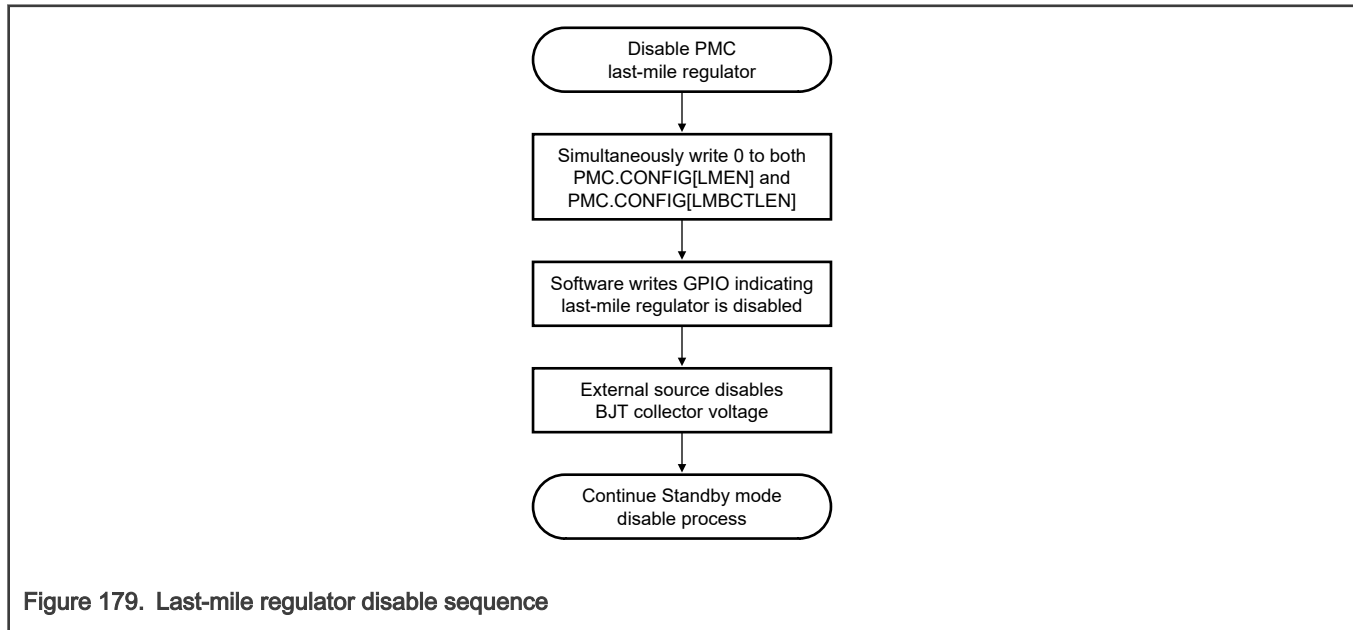 Disable PMC
last-mile regulator
Simultaneously write 0 to both
PMC.CONFIG[LMEN] and
PMC.CONFIG[LMBCTLEN]
Software writes GPIO indicating
last-mile regulator is disabled
External source disables
BJT collector voltage
Continue Standby mode
disable process
Figure 179. Last-mile regulator disable sequence